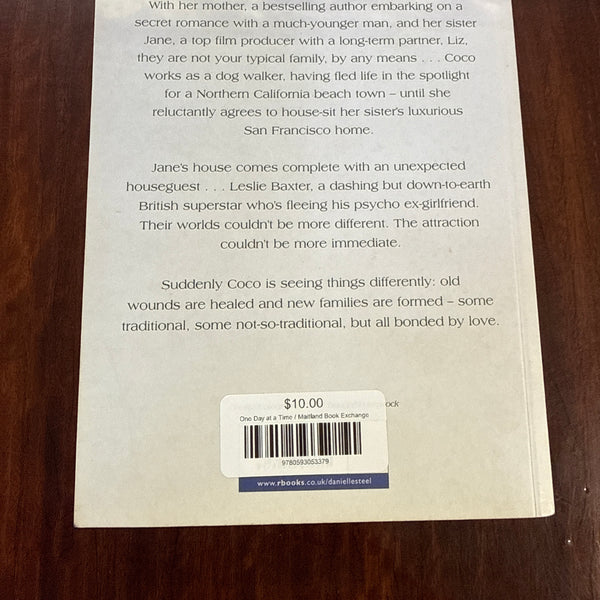 With her mother, a bestselling author embarking on a
secret romance with a much-younger man, and her sister
Jane, a top film producer with a long-term partner, Liz,
they are not your typical family, by any means . . . Coco
works as a dog walker, having fled life in the spotlight
for a Northern California beach town – until she
reluctantly agrees to house-sit her sister's luxurious
San Francisco home.
Jane's house comes complete with an unexpected
houseguest . . . Leslie Baxter, a dashing but down-to-earth
British superstar who's fleeing his psycho ex-girlfriend.
Their worlds couldn't be more different. The attraction
couldn't be more immediate.
Suddenly Coco is seeing things differently: old
wounds are healed and new families are formed – some
traditional, some not-so-traditional, but all bonded by love.
$10.00
One Day at a Time / Maitland Book Exchange
9780593053379
www.rbooks.co.uk/daniellesteel